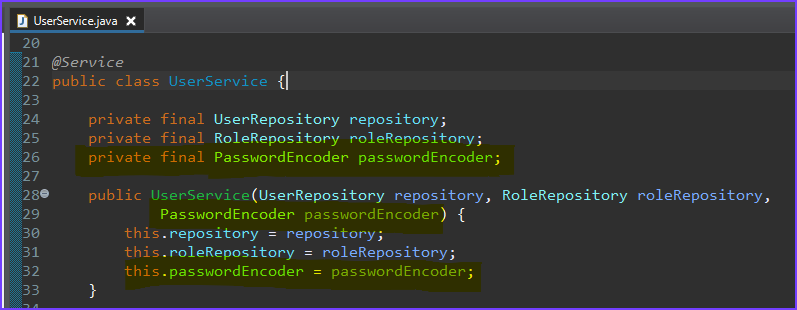 UserService.java
20
21 @Service
22 public class UserService {
23
24     private final UserRepository repository;
25     private final RoleRepository roleRepository;
26     private final PasswordEncoder passwordEncoder;
27
28     public UserService(UserRepository repository, RoleRepository roleRepository,
29             PasswordEncoder passwordEncoder) {
30         this.repository = repository;
31         this.roleRepository = roleRepository;
32         this.passwordEncoder = passwordEncoder;
33     }
34